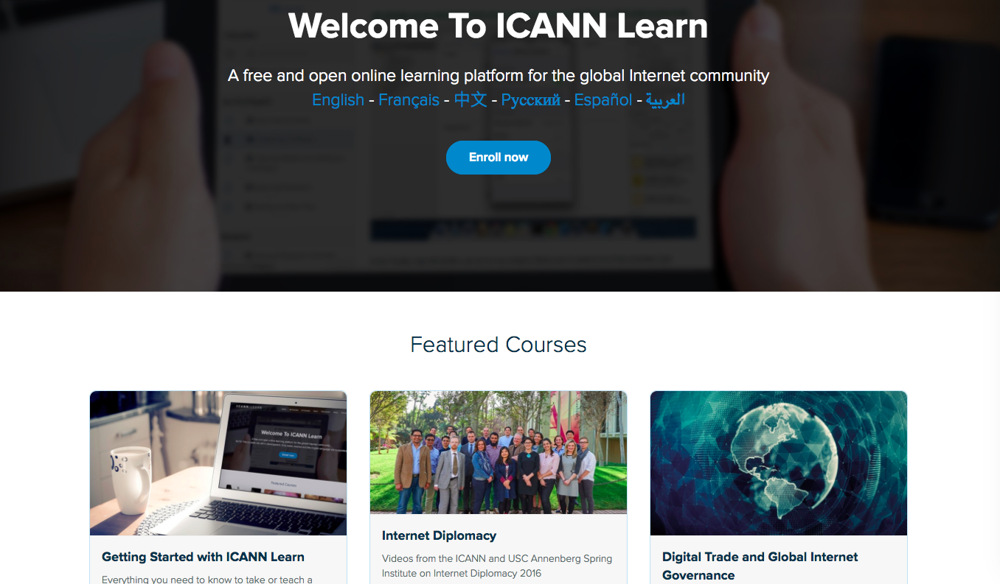 Welcome To ICANN Learn
A free and open online learning platform for the global Internet community
English - Français - 中文 - Русский - Español - العربية
Enroll now
Featured Courses
ICANN
Welcome To ICANN Learn
Enroll now
Featured Courses
Getting Started with ICANN Learn
Everything you need to know to take or teach a
Internet Diplomacy
Videos from the ICANN and USC Annenberg Spring
Institute on Internet Diplomacy 2016
Digital Trade and Global Internet
Governance